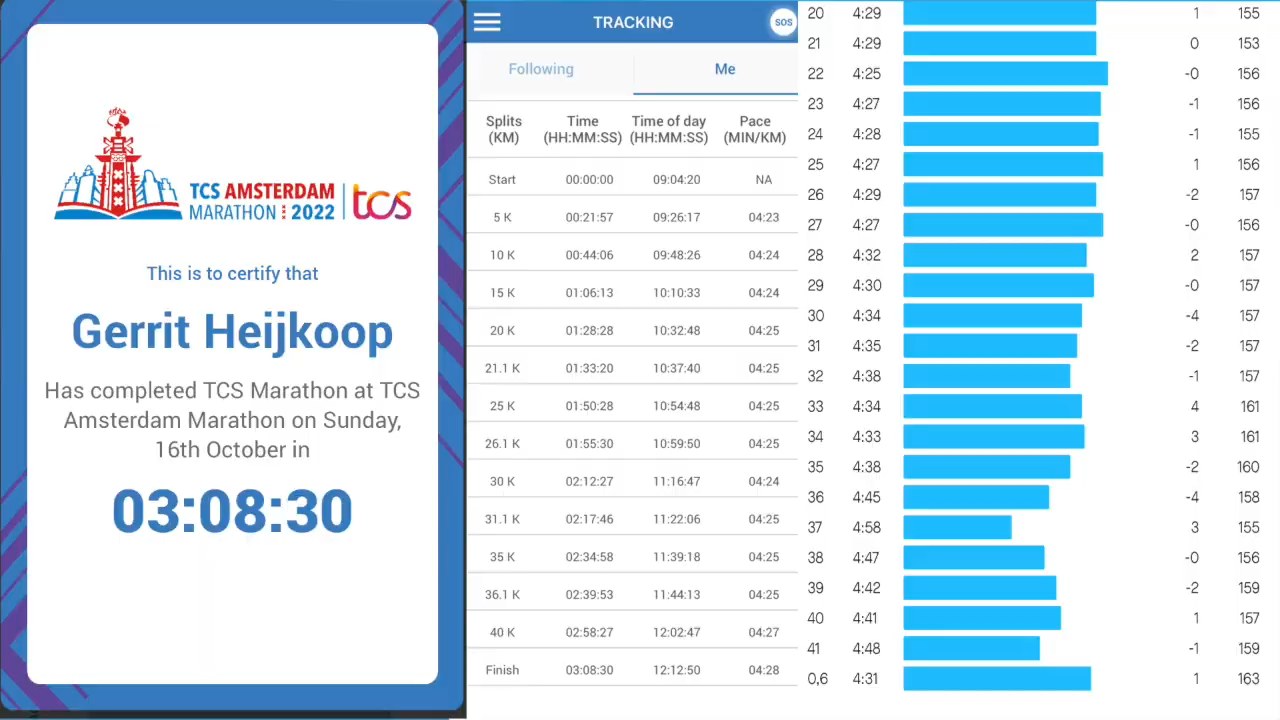 TCS AMSTERDAM
MARATHON 2022
tcs
This is to certify that
Gerrit Heijkoop
Has completed TCS Marathon at TCS
Amsterdam Marathon on Sunday,
16th October in
03:08:30
TRACKING
SOS
Following Me
Splits (KM) Time (HH:MM:SS) Time of day (HH:MM:SS) Pace (MIN/KM)
Start 00:00:00 09:04:20 NA
5 K 00:21:57 09:26:17 04:23
10 K 00:44:06 09:48:26 04:24
15 K 01:06:13 10:10:33 04:24
20 K 01:28:28 10:32:48 04:25
21.1 K 01:33:20 10:37:40 04:25
25 K 01:50:28 10:54:48 04:25
26.1 K 01:55:30 10:59:50 04:25
30 K 02:12:27 11:16:47 04:24
31.1 K 02:17:46 11:22:06 04:25
35 K 02:34:58 11:39:18 04:25
36.1 K 02:39:53 11:44:13 04:25
40 K 02:58:27 12:02:47 04:27
Finish 03:08:30 12:12:50 04:28
20 4:29 1 155
21 4:29 0 153
22 4:25 -0 156
23 4:27 -1 156
24 4:28 -1 155
25 4:27 1 156
26 4:29 -2 157
27 4:27 -0 156
28 4:32 2 157
29 4:30 -0 157
30 4:34 -4 157
31 4:35 -2 157
32 4:38 -1 157
33 4:34 4 161
34 4:33 3 161
35 4:38 -2 160
36 4:45 -4 158
37 4:58 3 155
38 4:47 -0 156
39 4:42 -2 159
40 4:41 1 157
41 4:48 -1 159
0,6 4:31 1 163